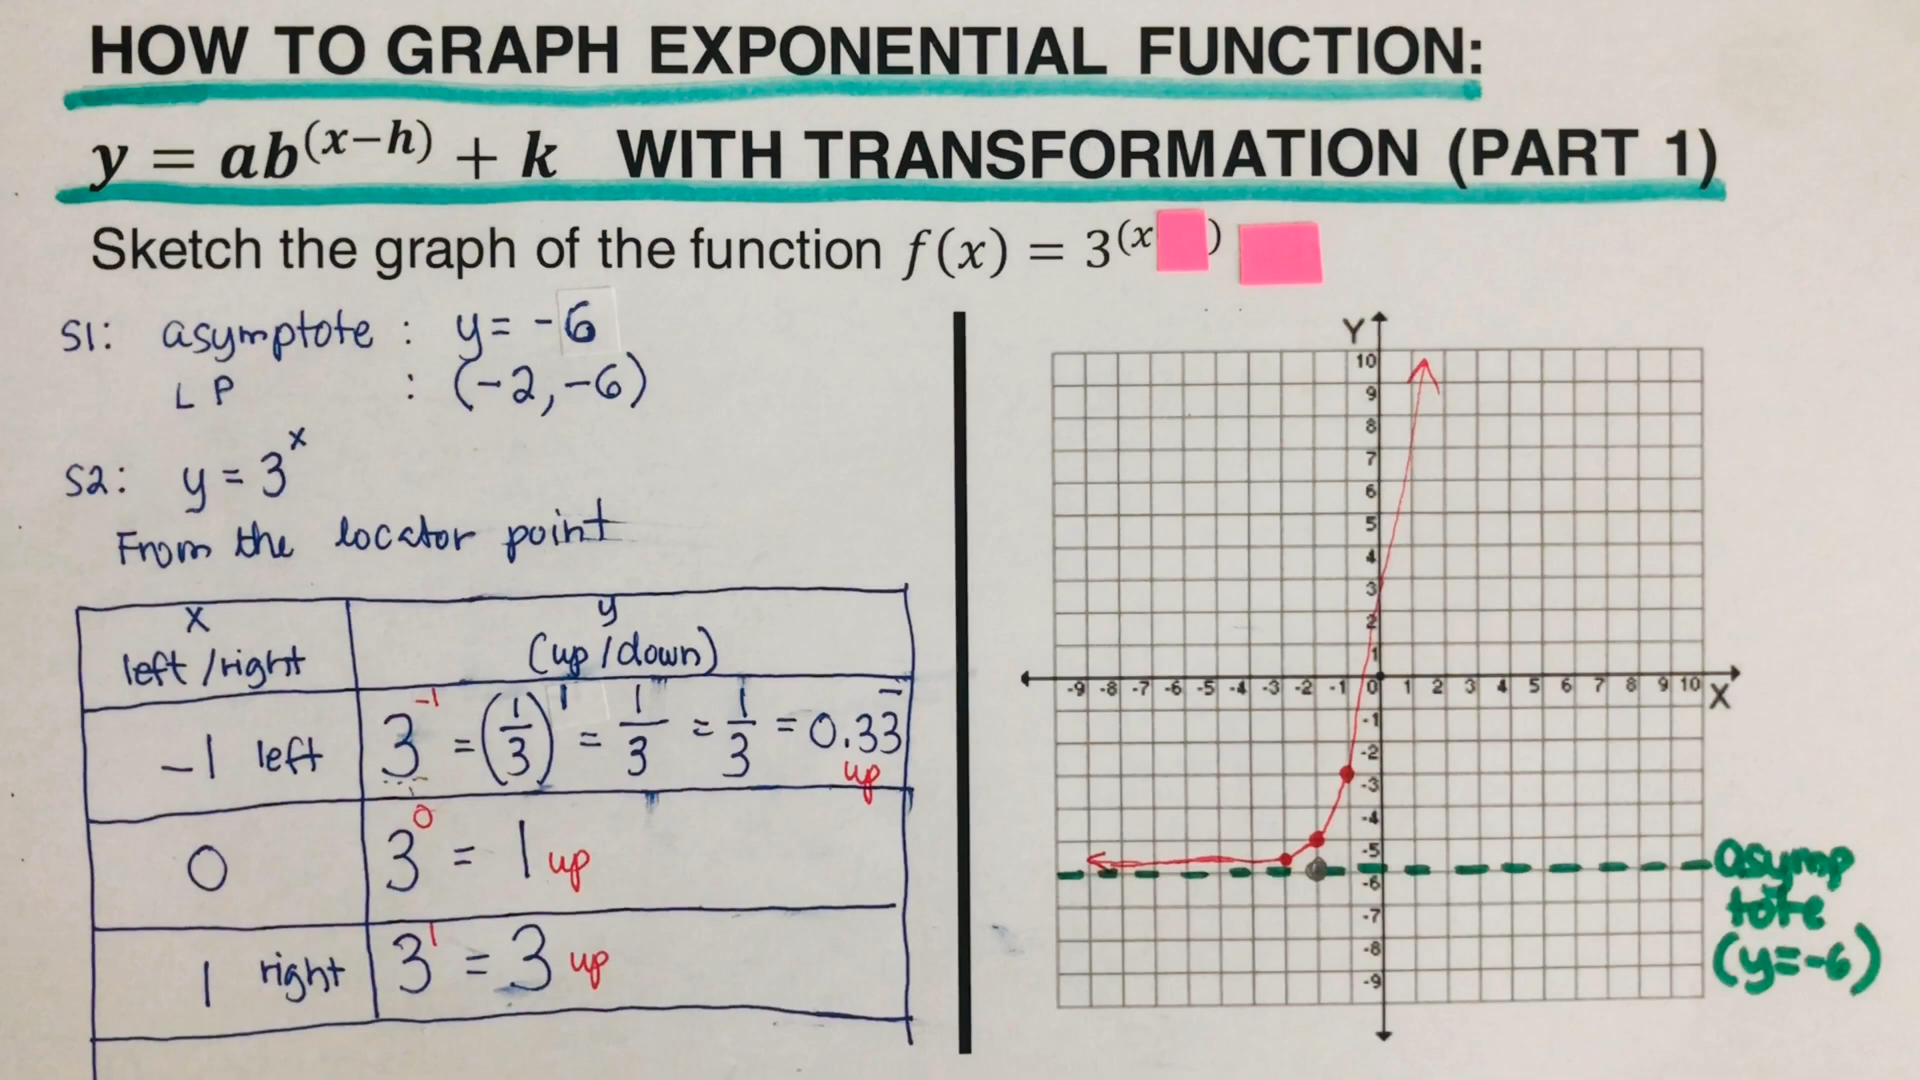 HOW TO GRAPH EXPONENTIAL FUNCTION:
y = ab^(x−h) + k WITH TRANSFORMATION (PART 1)
Sketch the graph of the function f(x) = 3^(x )
S1: asymptote : y = -6
LP : (-2, -6)
S2: y = 3^x
From the locator point
x
left/right
y
(up/down)
-1 left
3^-1 = (1/3)^1 = 1/3 = 1/3 = 0.33̅
up
0
3^0 = 1 up
1 right
3^1 = 3 up
Y
10
9
8
7
6
5
4
3
2
1
-9 -8 -7 -6 -5 -4 -3 -2 -1 0 1 2 3 4 5 6 7 8 9 10 X
-1
-2
-3
-4
-5
-6
-7
-8
-9
asymp
tote
(y=-6)